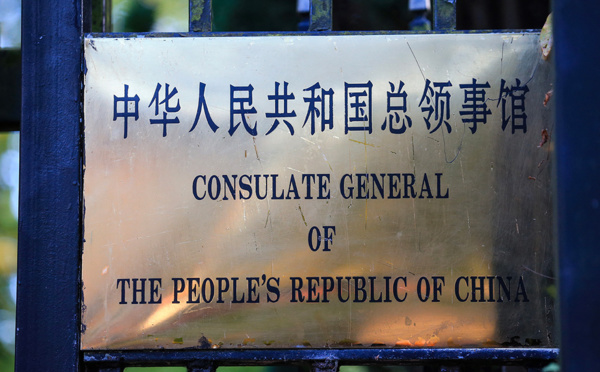 中华人民共和国总领事馆
CONSULATE GENERAL
OF
THE PEOPLE'S REPUBLIC OF CHINA